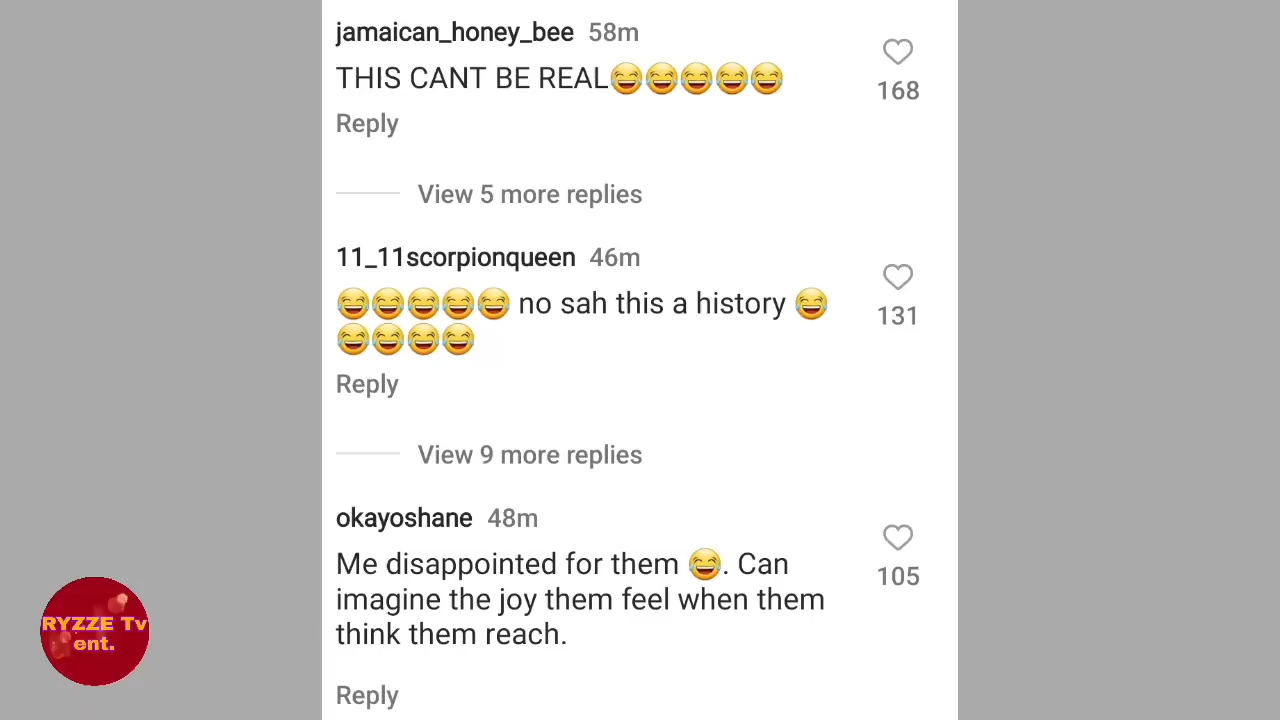 jamaican_honey_bee 58m
THIS CANT BE REAL😂😂😂😂😂
168
Reply
View 5 more replies
11_11scorpionqueen 46m
😂😂😂😂😂 no sah this a history 😂
😂😂😂😂
131
Reply
View 9 more replies
okayoshane 48m
Me disappointed for them 😂. Can
imagine the joy them feel when them
think them reach.
105
Reply
RYZZE Tv
ent.